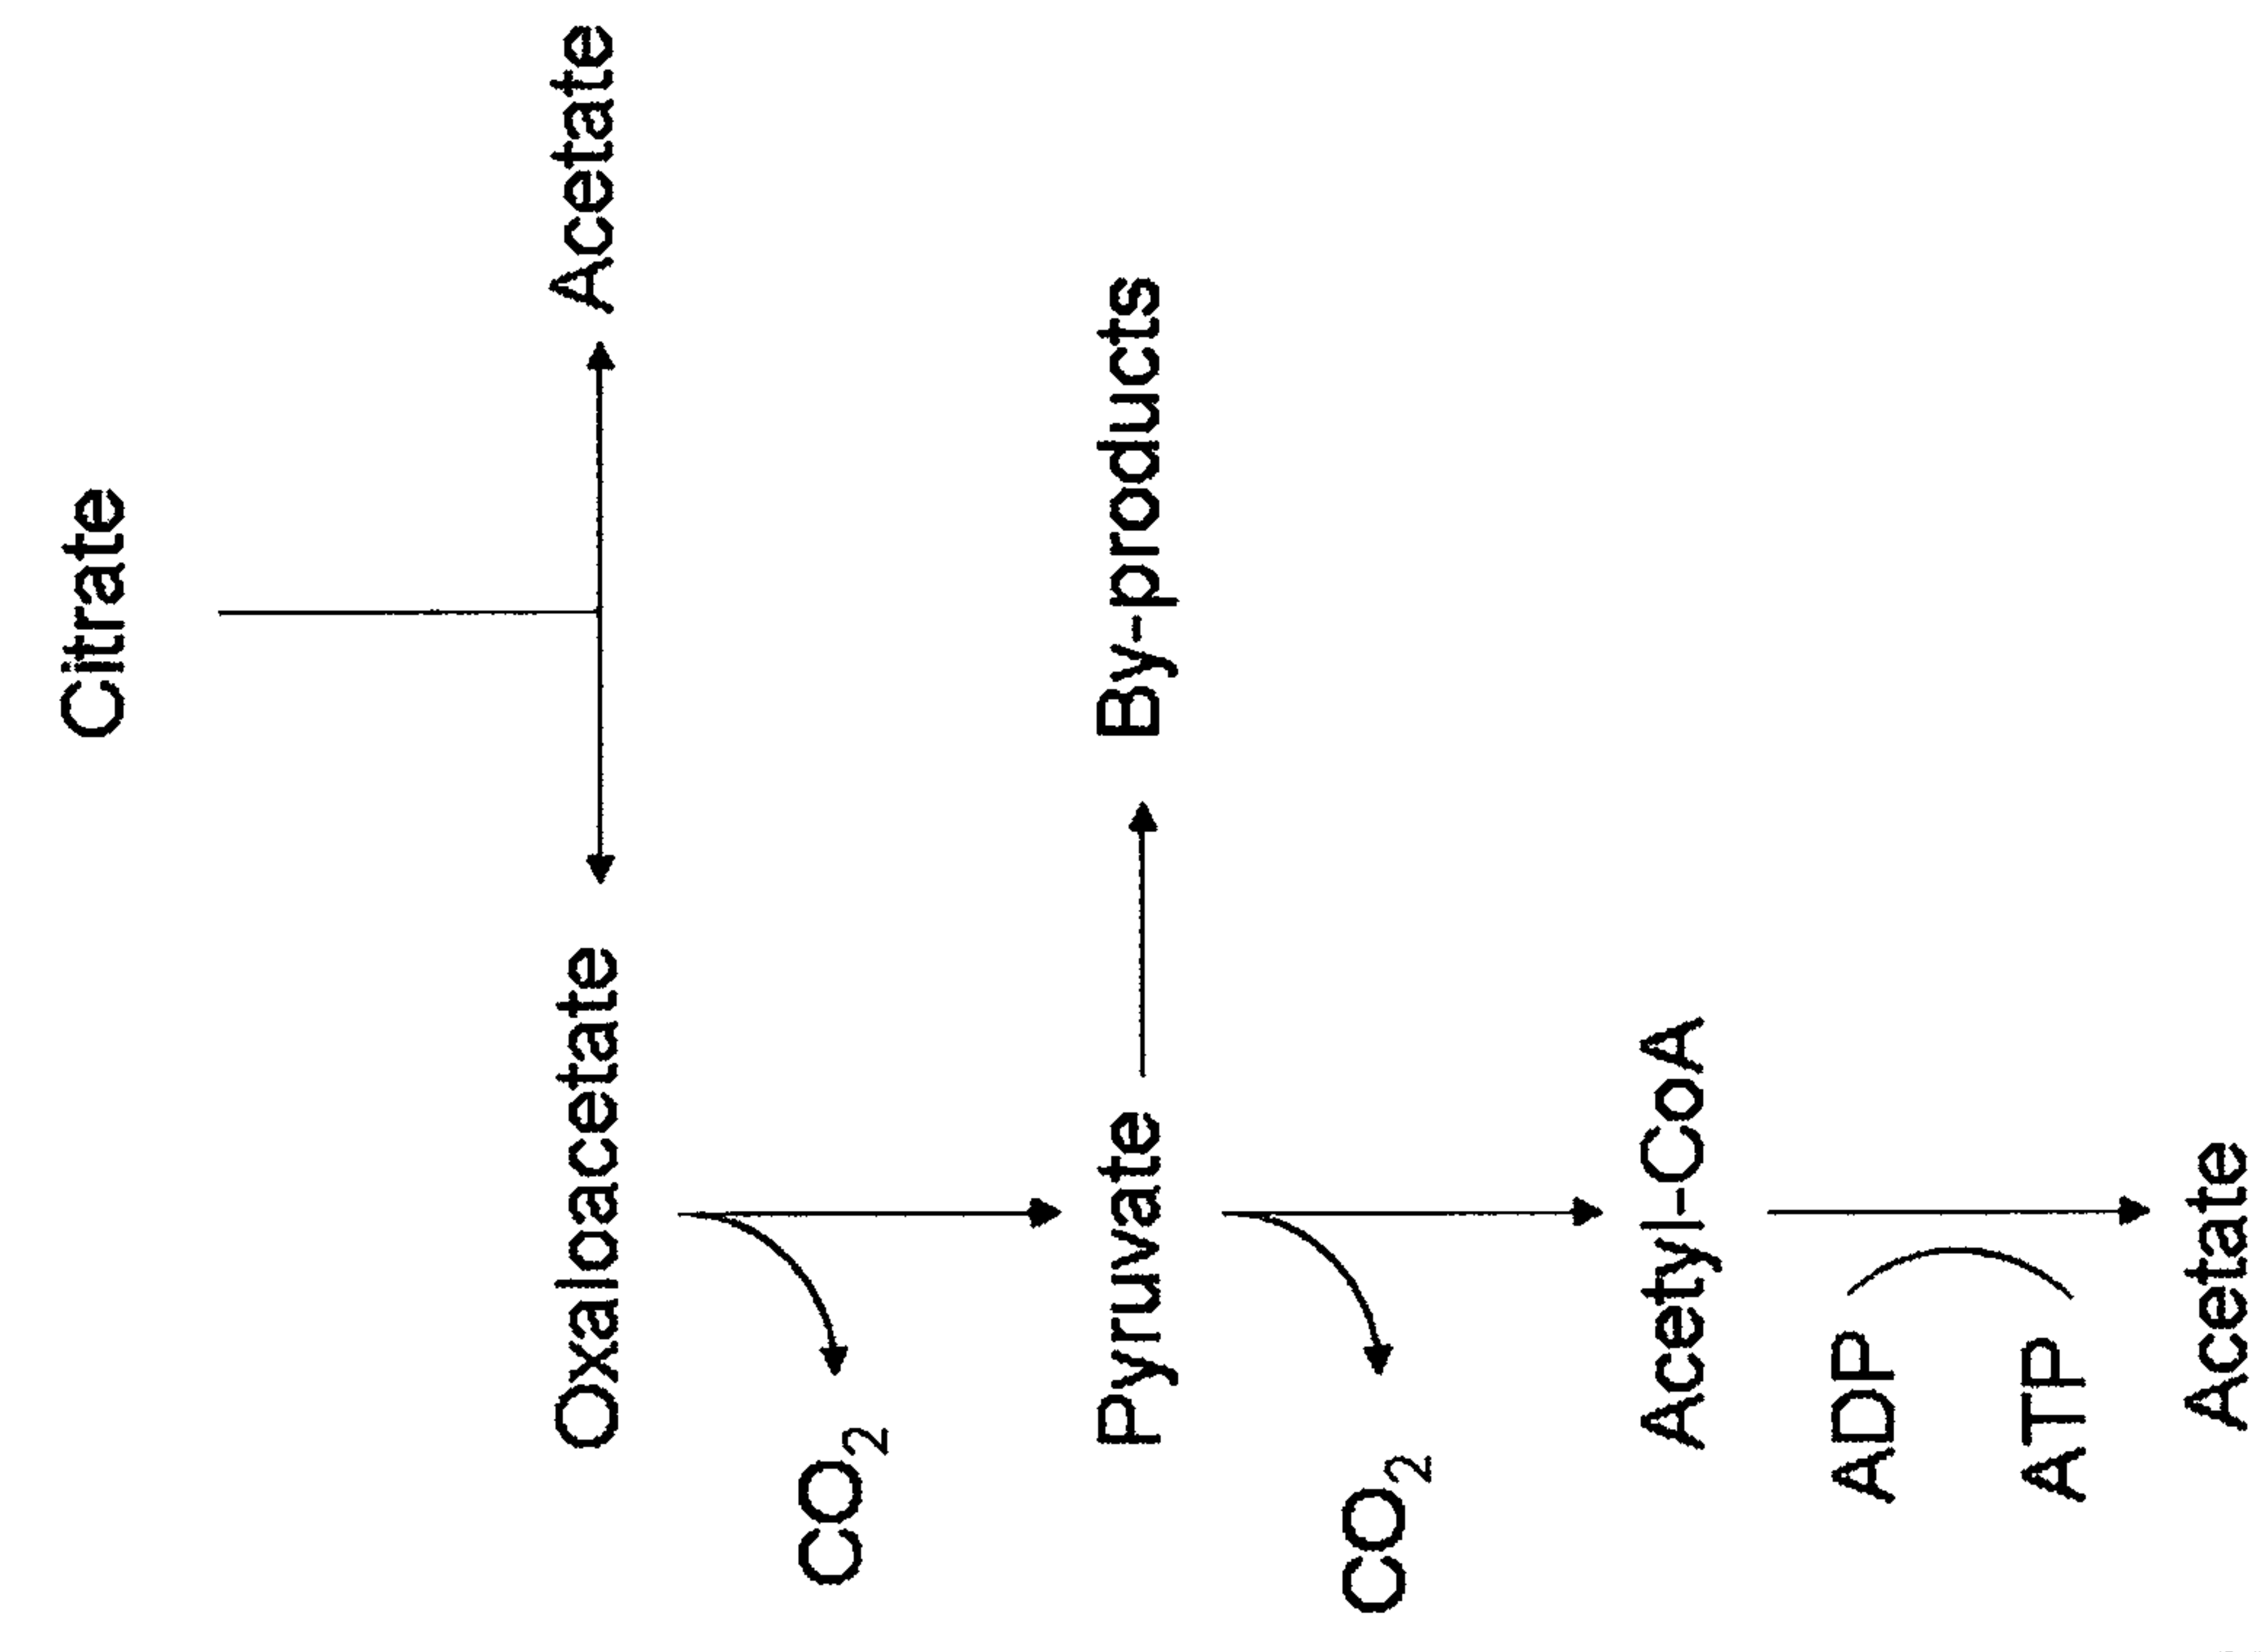 Citrate
Oxaloacetate
Acetate
CO2
Pyruvate
By-products
CO2
Acetyl-CoA
ADP
ATP
Acetate